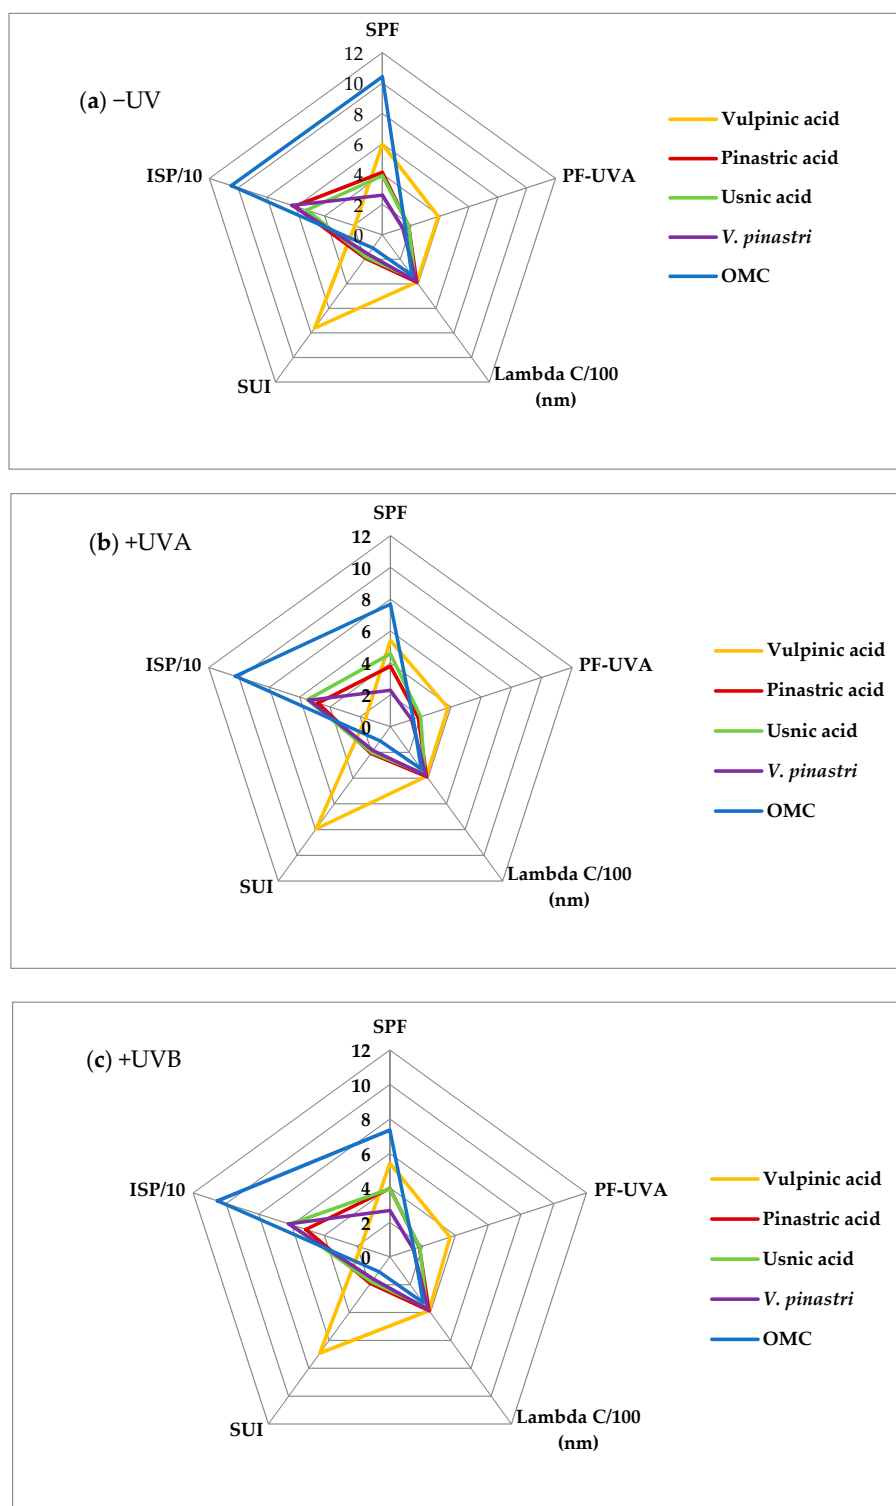 SPF
12
(a) −UV
10
Vulpinic acid
8
Pinastric acid
ISP/10
6
PF-UVA
Usnic acid
4
V. pinastri
2
0
OMC
SUI
Lambda C/100
(nm)
SPF
12
(b) +UVA
10
8
Vulpinic acid
ISP/10
6
PF-UVA
4
Pinastric acid
2
Usnic acid
0
V. pinastri
OMC
SUI
Lambda C/100
(nm)
SPF
12
(c) +UVB
10
8
Vulpinic acid
ISP/10
6
PF-UVA
4
Pinastric acid
2
Usnic acid
0
V. pinastri
OMC
SUI
Lambda C/100
(nm)